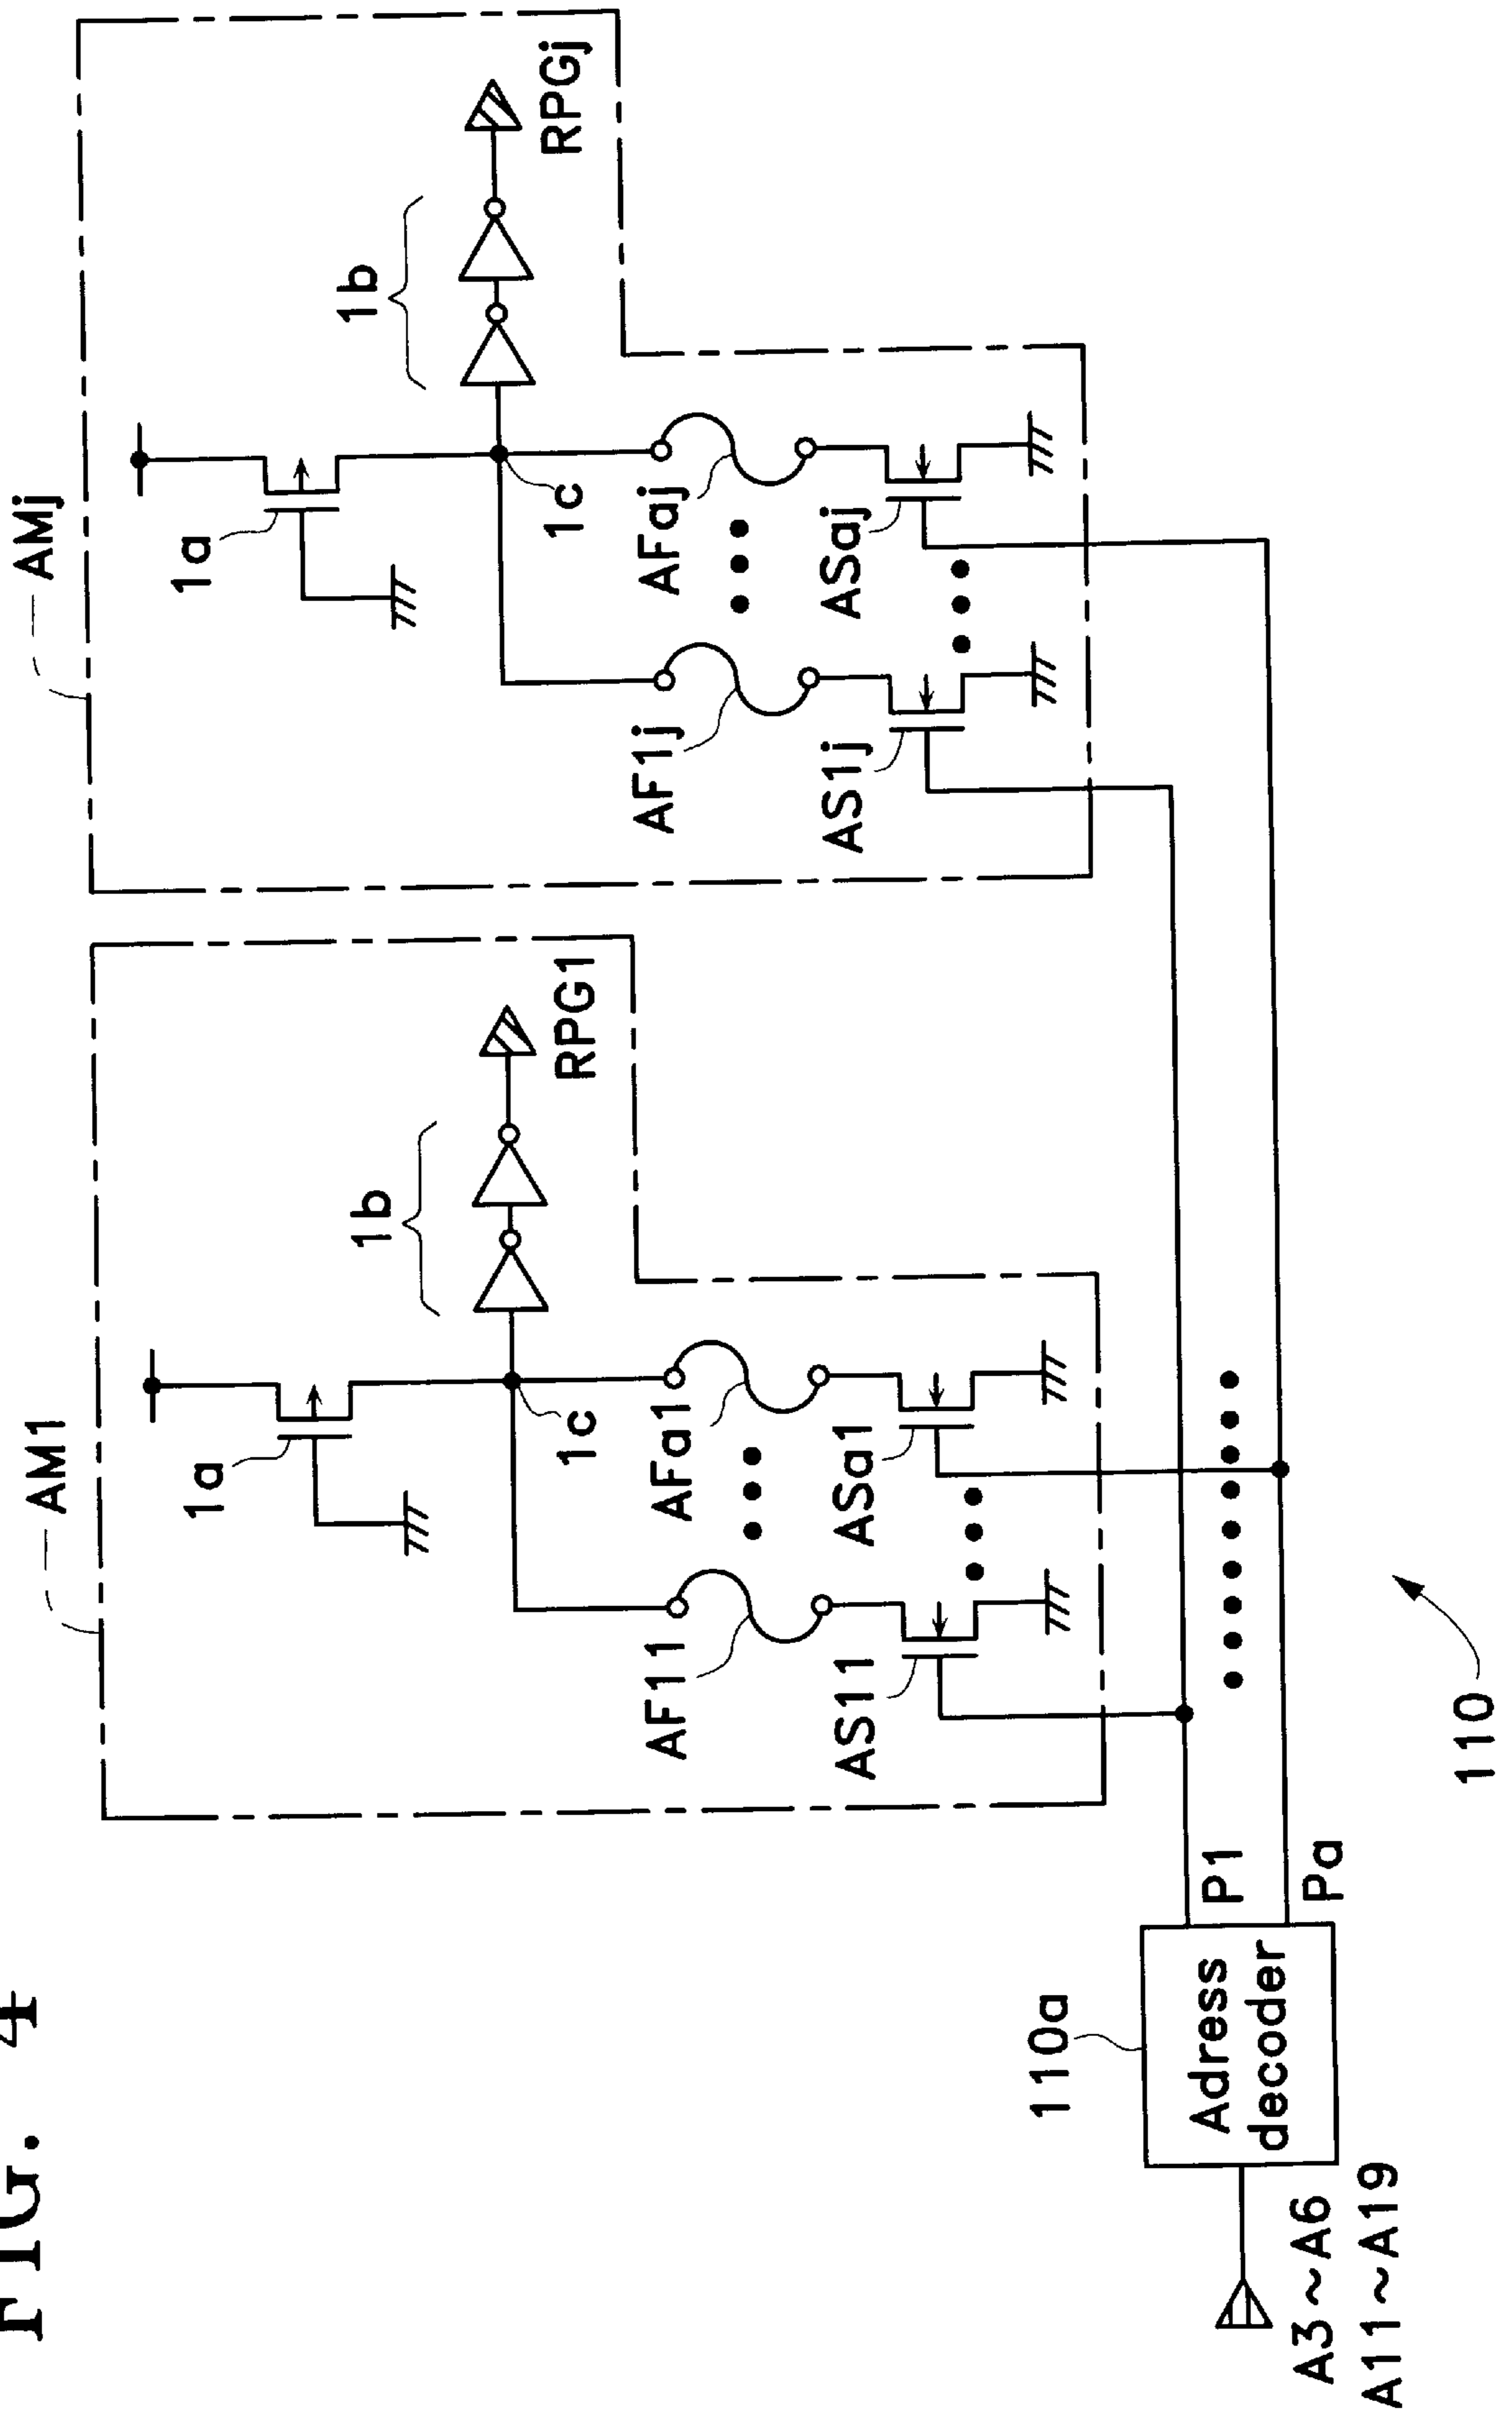 FIG. 4
AM1
AMj
1a
1a
1b
1b
RPG1
RPGj
1c
1c
AF11
AFa1
AF1j
AFaj
AS11
ASa1
AS1j
ASaj
110a
Adress
decoder
P1
Pa
A3~A6
A11~A19
110